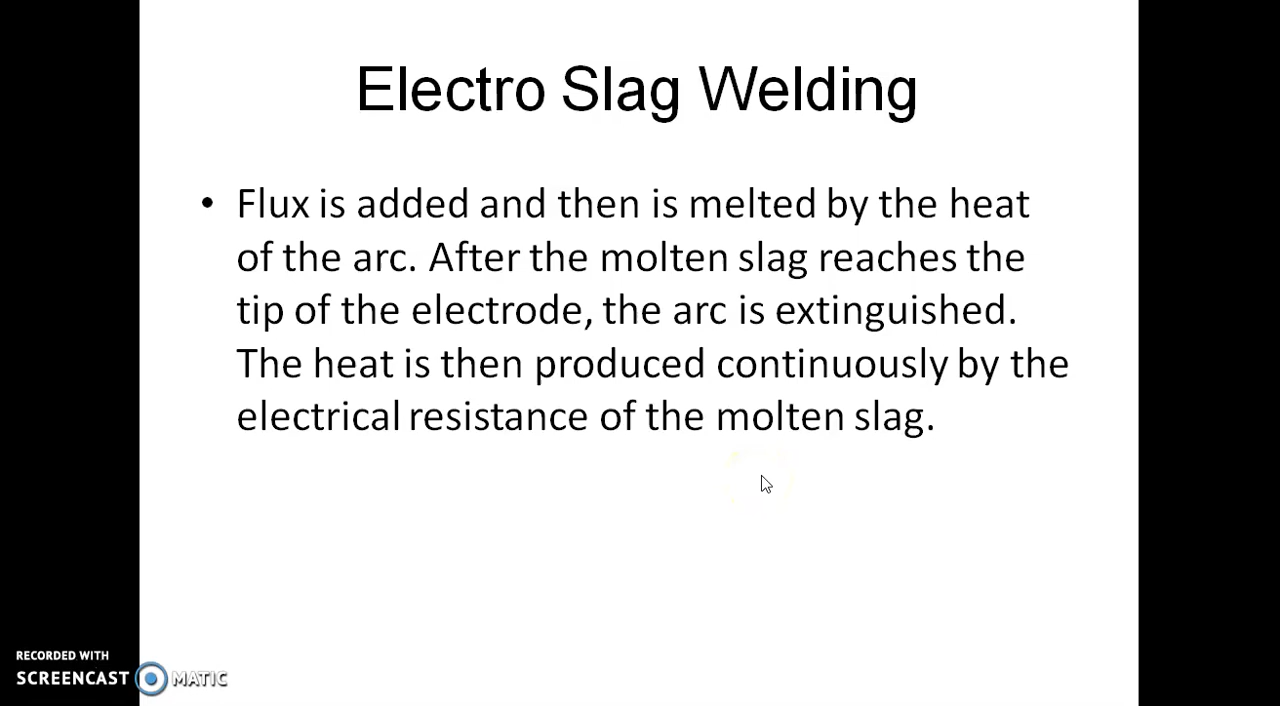 Electro Slag Welding
• Flux is added and then is melted by the heat
of the arc. After the molten slag reaches the
tip of the electrode, the arc is extinguished.
The heat is then produced continuously by the
electrical resistance of the molten slag.
RECORDED WITH
SCREENCAST MATIC